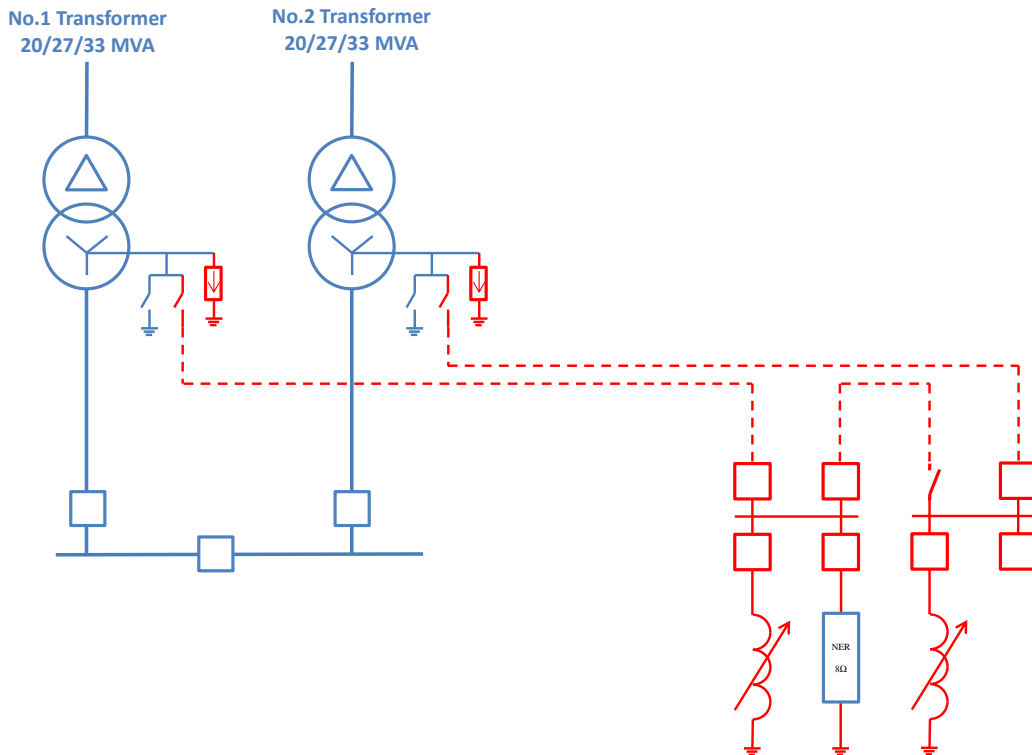 No.1 Transformer
20/27/33 MVA
No.2 Transformer
20/27/33 MVA
NER
8Ω